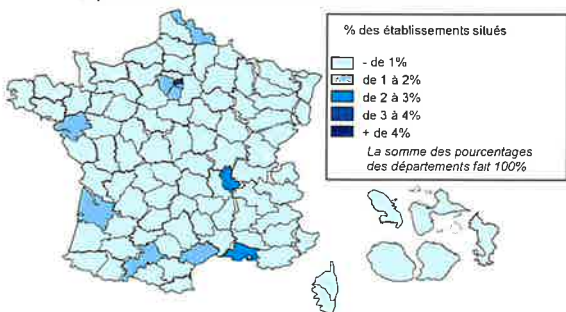 % des établissements situés
- de 1%
de 1 à 2%
de 2 à 3%
de 3 à 4%
+ de 4%
La somme des pourcentages
des départements fait 100%